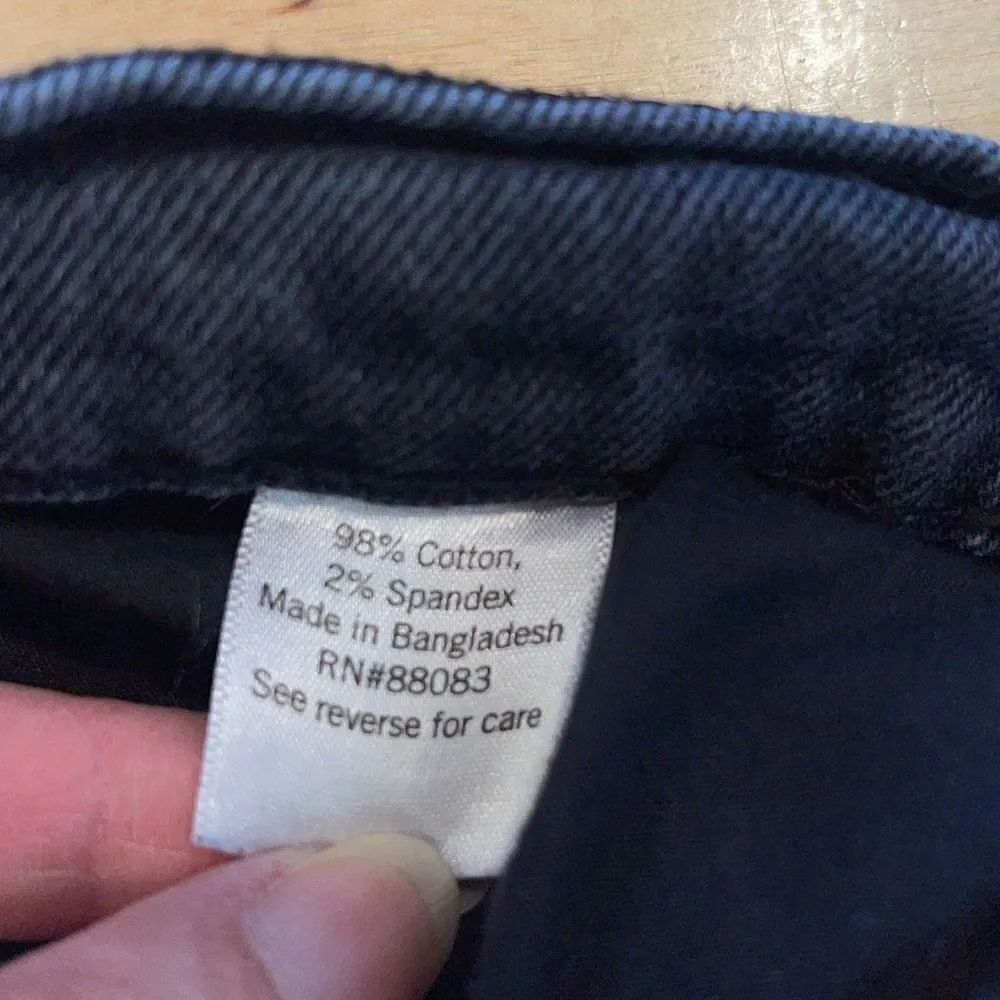 98% Cotton,
2% Spandex
Made in Bangladesh
RN#88083
See reverse for care